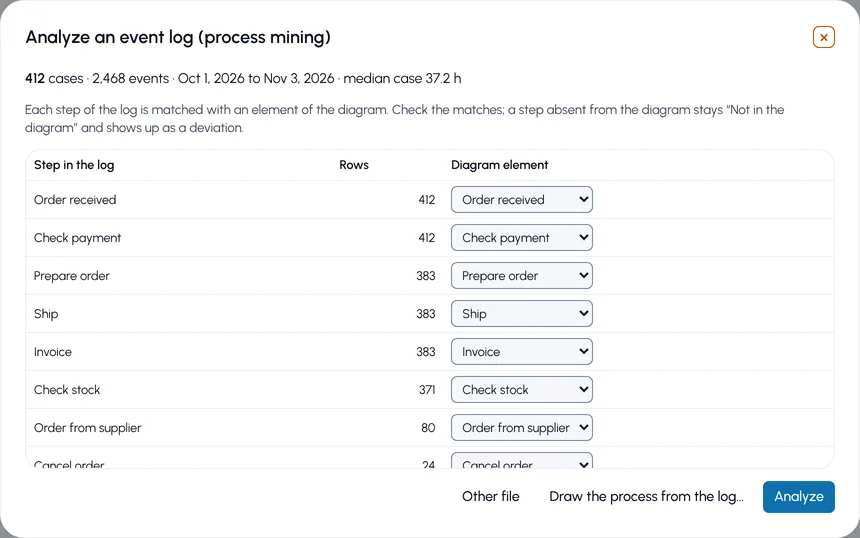 Analyze an event log (process mining)
412 cases · 2,468 events · Oct 1, 2026 to Nov 3, 2026 · median case 37.2 h
Each step of the log is matched with an element of the diagram. Check the matches; a step absent from the diagram stays “Not in the
diagram” and shows up as a deviation.
Step in the log Rows Diagram element
Order received 412 Order received
Check payment 412 Check payment
Prepare order 383 Prepare order
Ship 383 Ship
Invoice 383 Invoice
Check stock 371 Check stock
Order from supplier 80 Order from supplier
Cancel order 24 Cancel order
Other file Draw the process from the log... Analyze